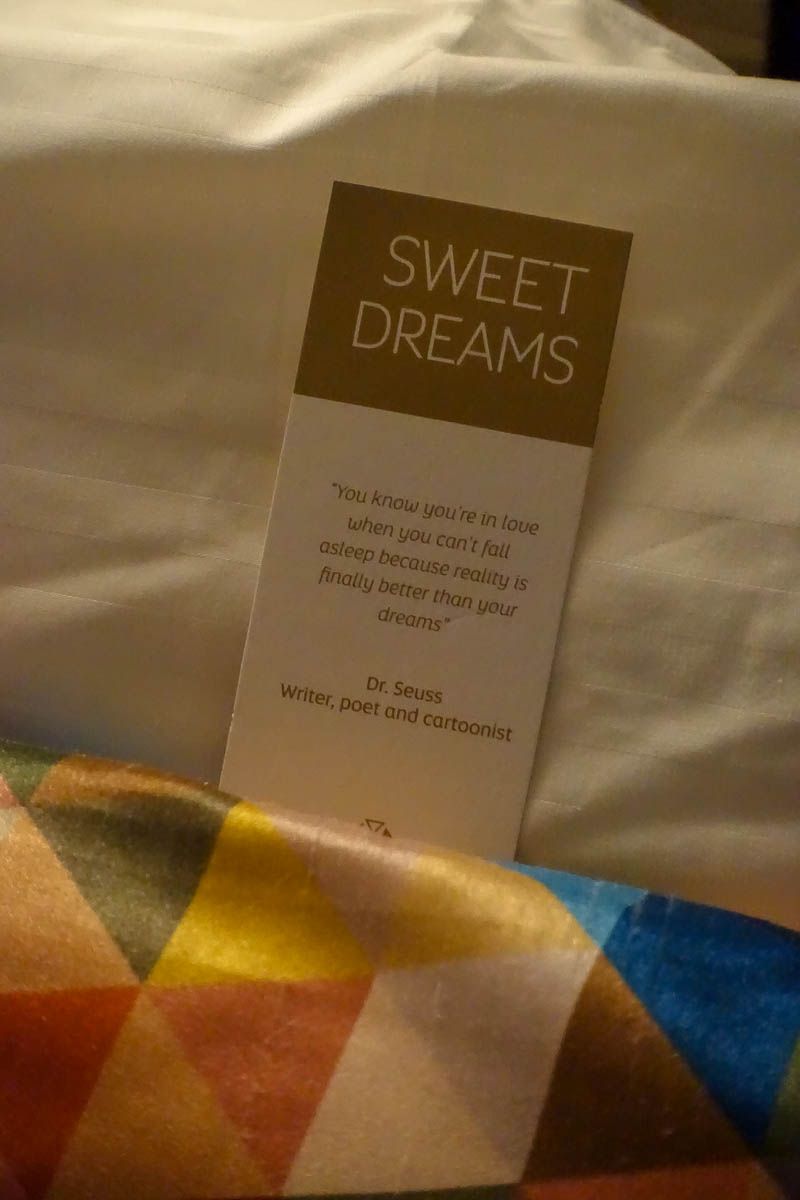 SWEET
DREAMS
"You know you're in love
when you can't fall
asleep because reality is
finally better than your
dreams"
Dr. Seuss
Writer, poet and cartoonist